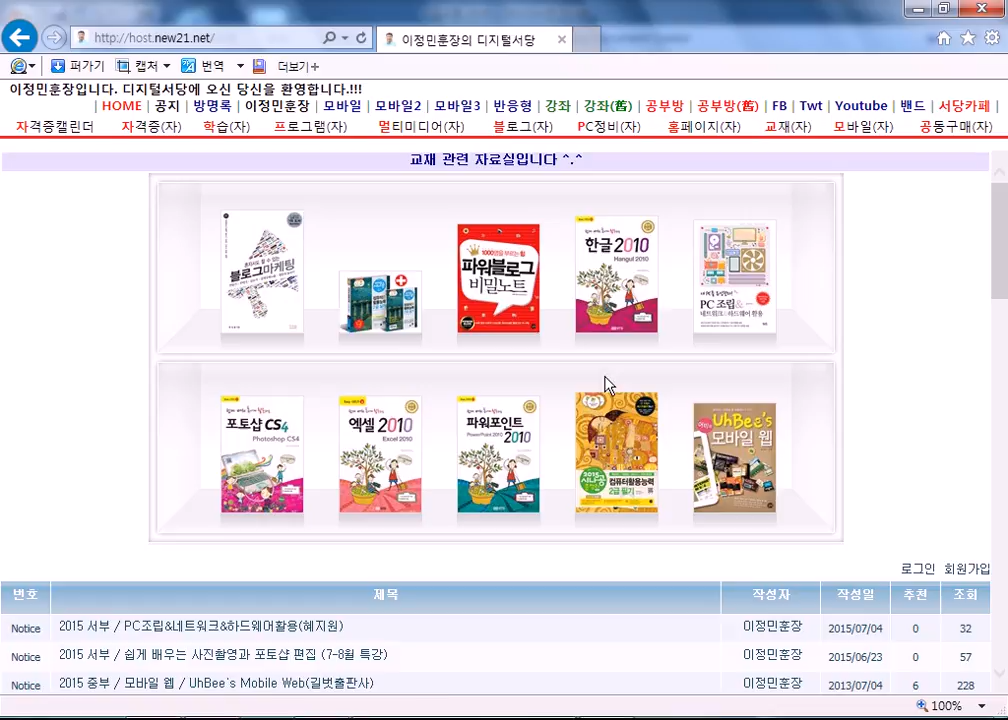 http://host.new21.net/
이정민훈장의 디지털서당
퍼가기 캡처 번역 더보기+
이정민훈장입니다. 디지털서당에 오신 당신을 환영합니다.!!!
| HOME | 공지 | 방명록 | 이정민훈장 | 모바일 | 모바일2 | 모바일3 | 반응형 | 강좌 | 강좌(舊) | 공부방 | 공부방(舊) | FB | Twt | Youtube | 밴드 | 서당카페 |
자격증캘린더 자격증(자) 학습(자) 프로그램(자) 멀티미디어(자) 블로그(자) PC정비(자) 홈페이지(자) 교재(자) 모바일(자) 공동구매(자)
교재 관련 자료실입니다 ^.^
블로그마케팅
파워블로그
비밀노트
한글 2010
Hangul 2010
PC 조립&
네트워크&하드웨어 활용
포토샵 CS4
Photoshop CS4
엑셀 2010
Excel 2010
파워포인트
PowerPoint 2010
2010
2015
시나공
컴퓨터활용능력
2급 필기
UhBee's
모바일 웹
로그인 회원가입
번호 제목 작성자 작성일 추천 조회
Notice 2015 서부 / PC조립&네트워크&하드웨어활용(혜지원) 이정민훈장 2015/07/04 0 32
Notice 2015 서부 / 쉽게 배우는 사진촬영과 포토샵 편집 (7-8월 특강) 이정민훈장 2015/06/23 0 57
Notice 2015 중부 / 모바일 웹 / UhBee's Mobile Web(길벗출판사) 이정민훈장 2013/07/04 6 228
100%